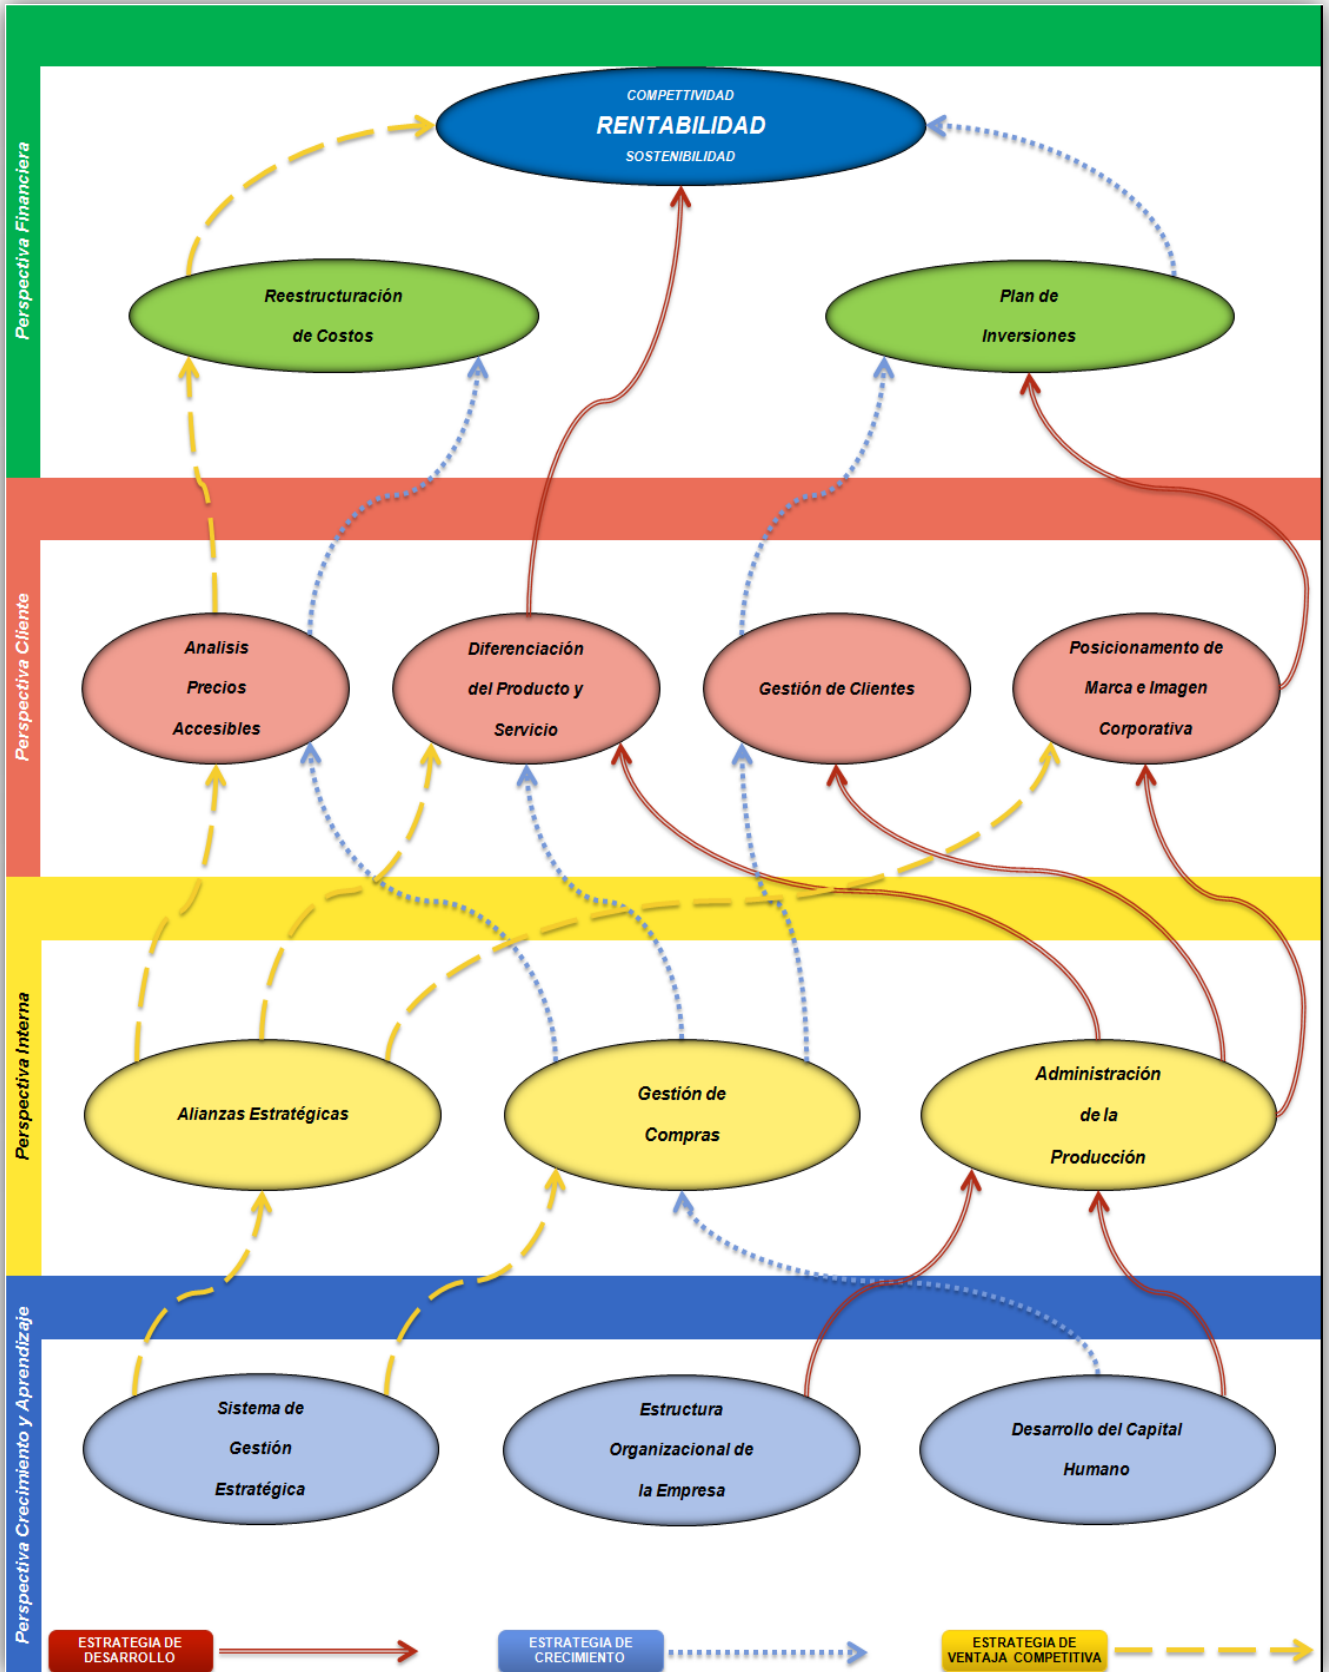 Perspectiva Financiera
COMPETTIVIDAD
RENTABILIDAD
SOSTENIBILIDAD
Reestructuración
de Costos
Plan de
Inversiones
Perspectiva Cliente
Analisis
Precios
Accesibles
Diferenciación
del Producto y
Servicio
Gestión de Clientes
Posicionamento de
Marca e Imagen
Corporativa
Perspectiva Interna
Alianzas Estratégicas
Gestión de
Compras
Administración
de la
Producción
Perspectiva Crecimiento y Aprendizaje
Sistema de
Gestión
Estratégica
Estructura
Organizacional de
la Empresa
Desarrollo del Capital
Humano
ESTRATEGIA DE
DESARROLLO
ESTRATEGIA DE
CRECIMIENTO
ESTRATEGIA DE
VENTAJA COMPETITIVA